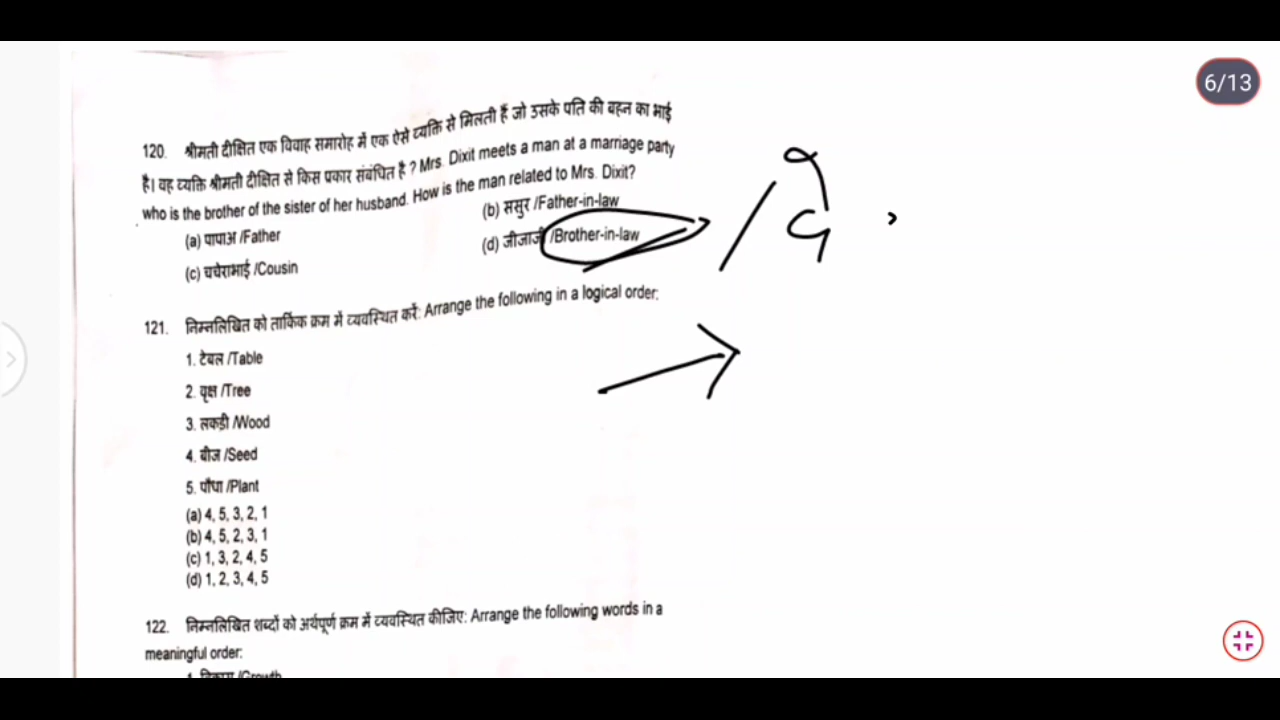 6/13
120. श्रीमती दीक्षित एक विवाह समारोह में एक ऐसे व्यक्ति से मिलती हैं जो उसके पति की बहन का भाई
है। वह व्यक्ति श्रीमती दीक्षित से किस प्रकार संबंधित है ? Mrs. Dixit meets a man at a marriage party
who is the brother of the sister of her husband. How is the man related to Mrs. Dixit?
(a) पापाअ /Father
(b) ससुर /Father-in-law
(c) चचेराभाई /Cousin
(d) जीजाजी /Brother-in-law
121. निम्नलिखित को तार्किक क्रम में व्यवस्थित करें: Arrange the following in a logical order:
1. टेबल /Table
2. वृक्ष /Tree
3. लकड़ी /Wood
4. बीज /Seed
5. पौधा /Plant
(a) 4, 5, 3, 2, 1
(b) 4, 5, 2, 3, 1
(c) 1, 3, 2, 4, 5
(d) 1, 2, 3, 4, 5
122. निम्नलिखित शब्दों को अर्थपूर्ण क्रम में व्यवस्थित कीजिए: Arrange the following words in a
meaningful order:
1. विकास /Growth